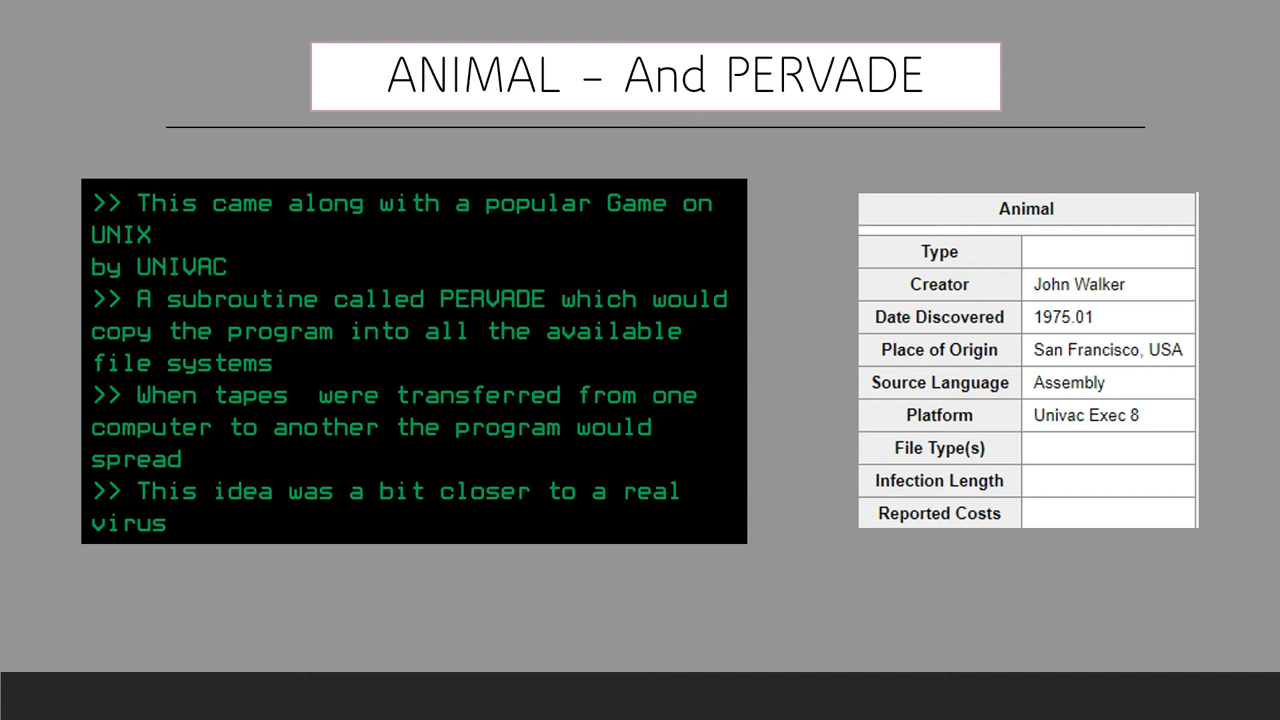 ANIMAL - And PERVADE
>> This came along with a popular Game on
UNIX
by UNIVAC
>> A subroutine called PERVADE which would
copy the program into all the available
file systems
>> When tapes  were transferred from one
computer to another the program would
spread
>> This idea was a bit closer to a real
virus
Animal
Type
Creator John Walker
Date Discovered 1975.01
Place of Origin San Francisco, USA
Source Language Assembly
Platform Univac Exec 8
File Type(s)
Infection Length
Reported Costs